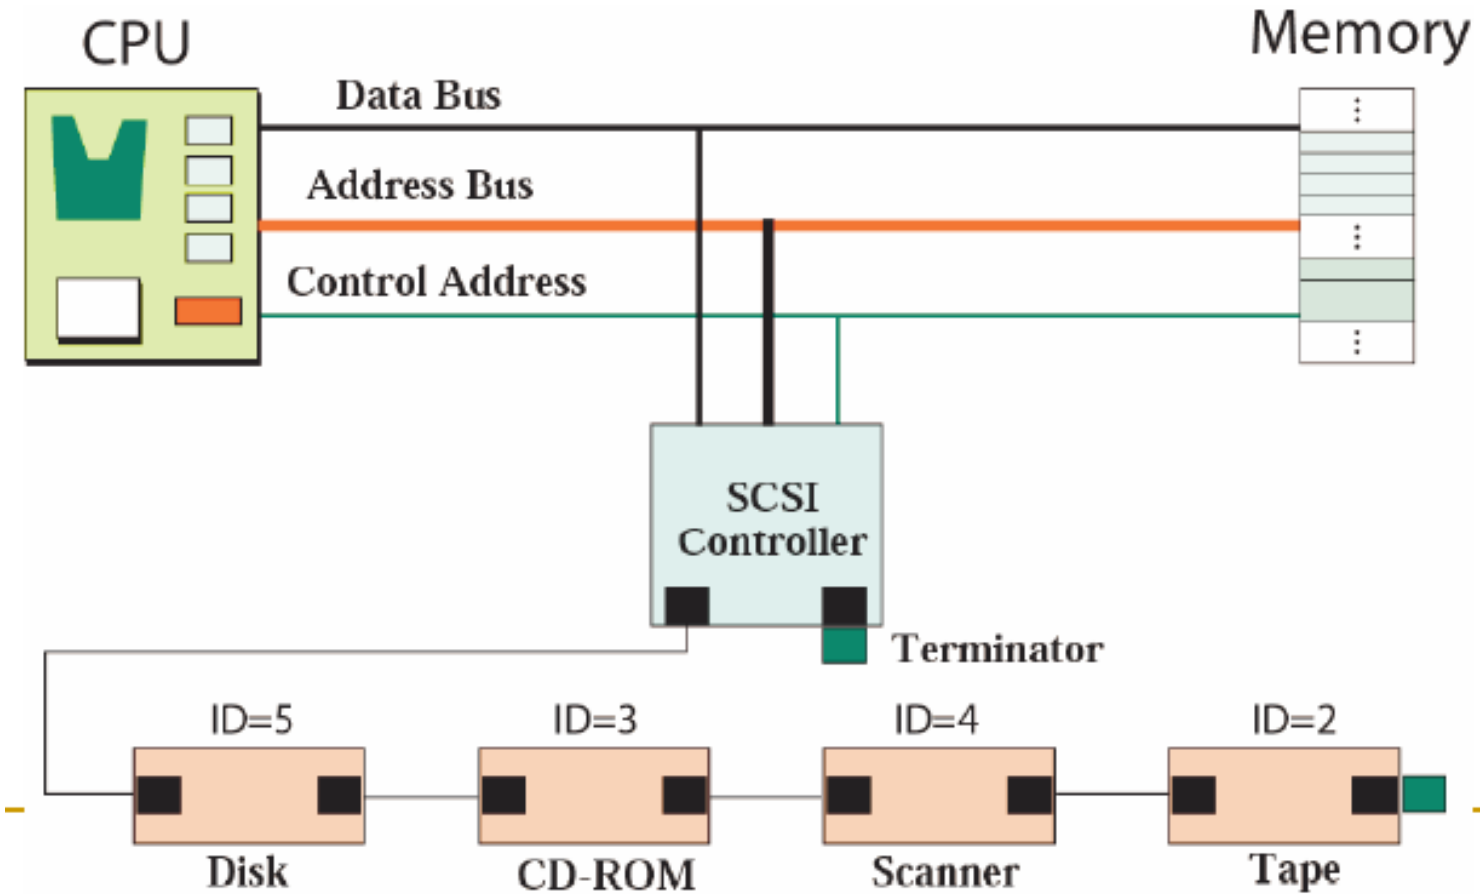 CPU
Memory
Data Bus
Address Bus
Control Address
SCSI
Controller
Terminator
ID=5
ID=3
ID=4
ID=2
Disk
CD-ROM
Scanner
Tape